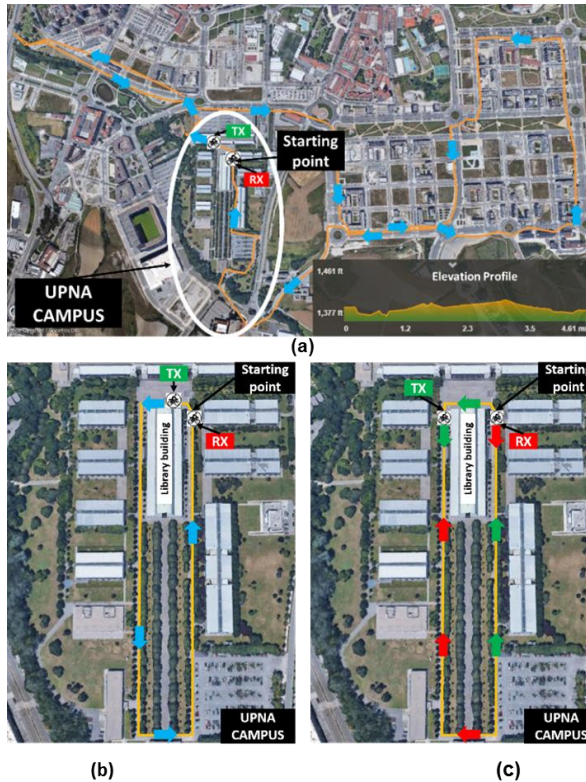 TX
Starting
point
RX
UPNA
CAMPUS
Elevation Profile
1,461 ft
1,377 ft
0 1.2 2.3 3.5 4.61 mi
(a)
TX
Starting
point
RX
Library building
UPNA
CAMPUS
(b)
TX
Starting
point
RX
Library building
UPNA
CAMPUS
(c)